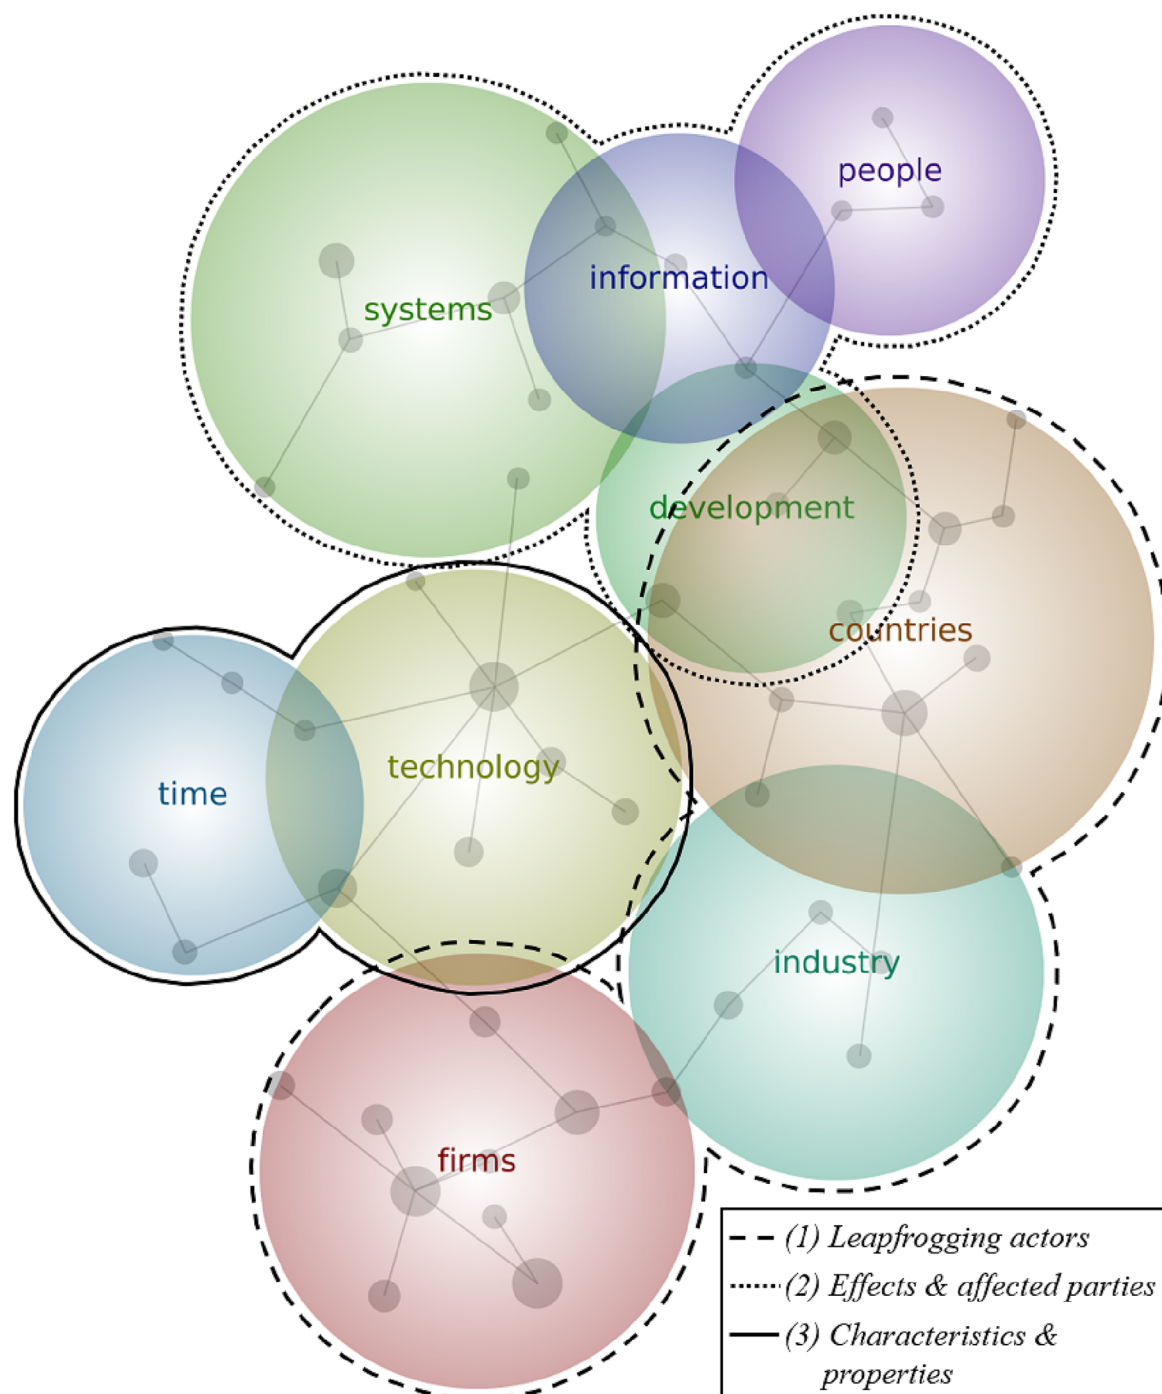 people
information
systems
development
countries
technology
time
industry
firms
(1) Leapfrogging actors
(2) Effects & affected parties
(3) Characteristics &
properties